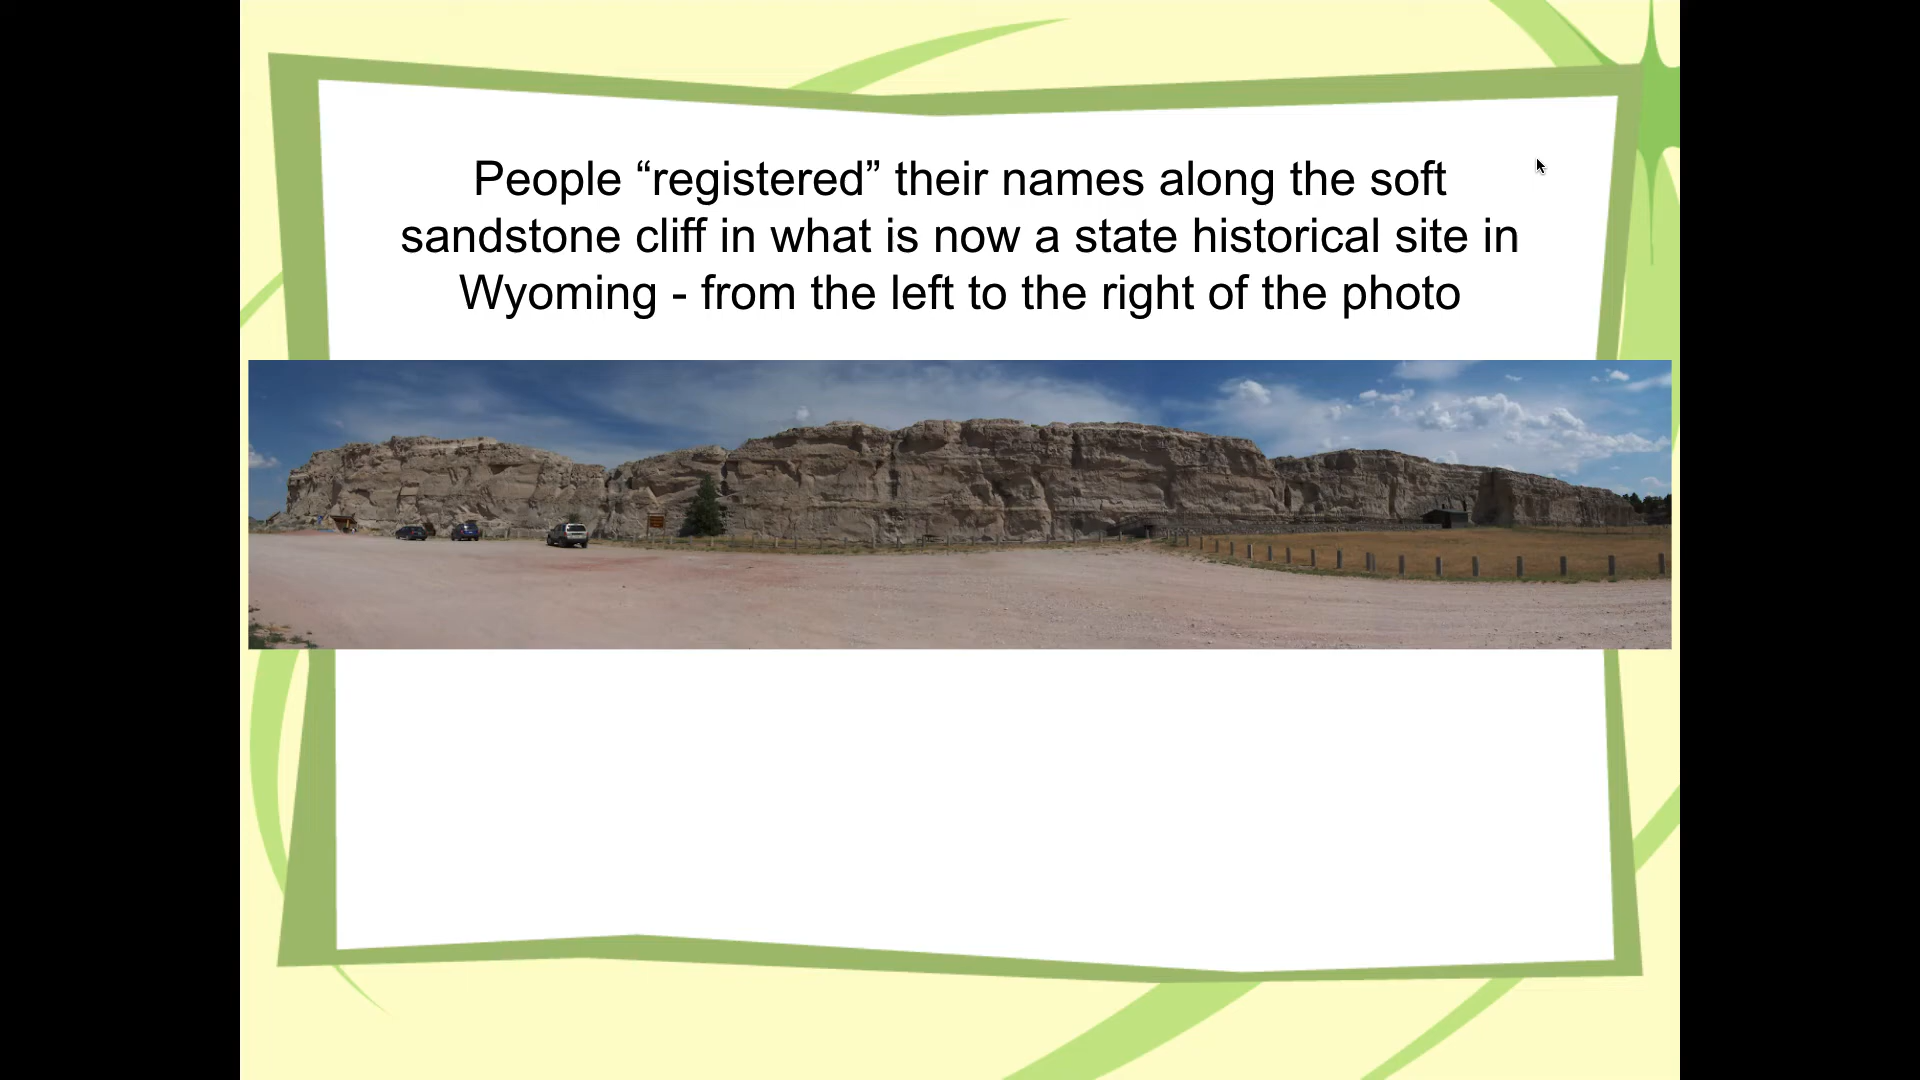 People “registered” their names along the soft
sandstone cliff in what is now a state historical site in
Wyoming - from the left to the right of the photo